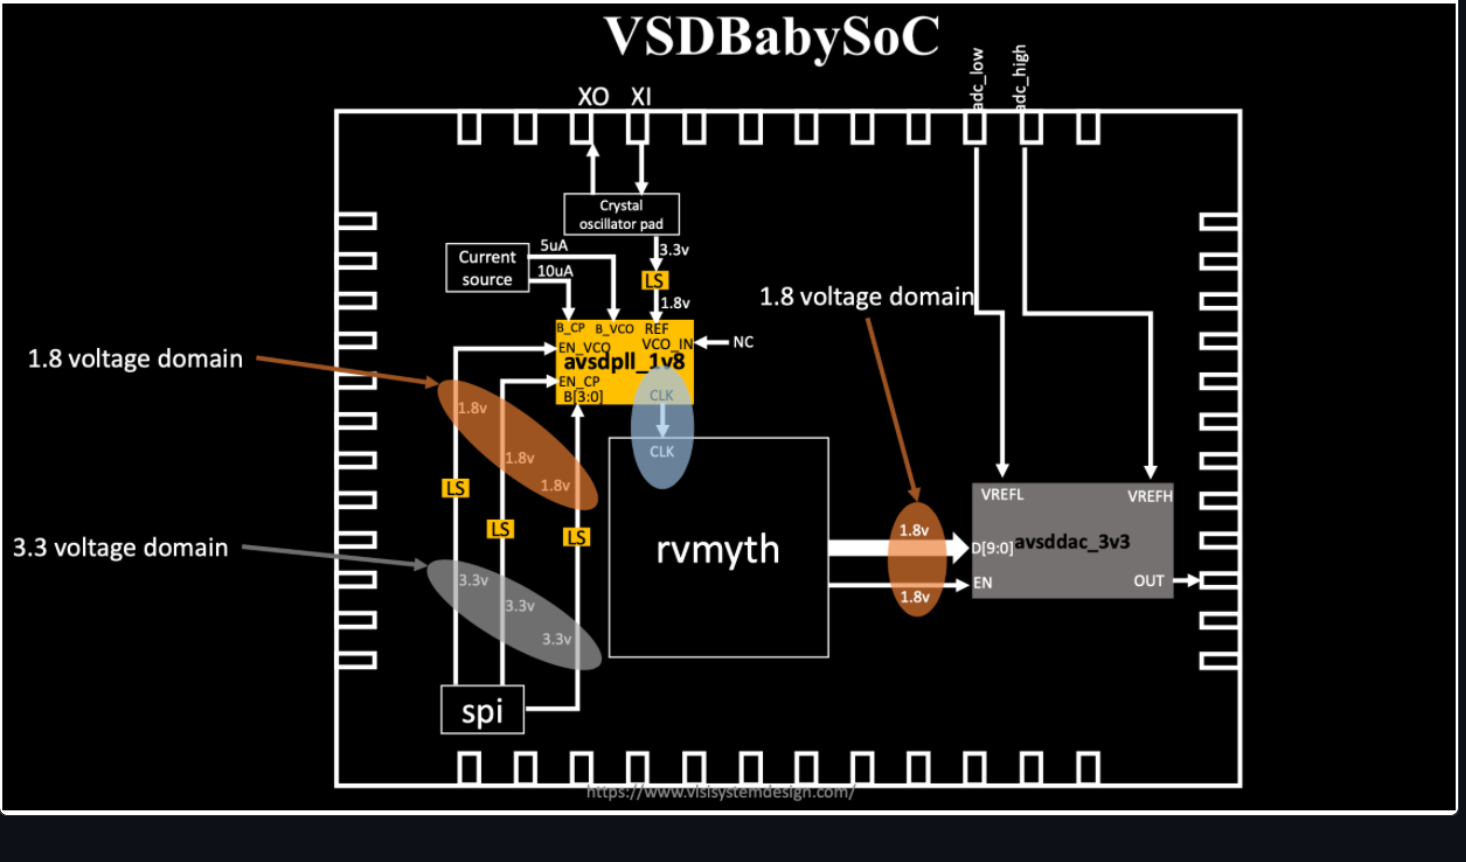 VSDBabySoC
adc_low
adc_high
XO XI
Crystal
oscillator pad
5uA
10uA
Current
source
3.3v
LS
1.8v
1.8 voltage domain
B_CP B_VCO REF
VCO_IN
NC
EN_VCO
avsdpll_1v8
EN_CP
B[3:0]
CLK
CLK
1.8 voltage domain
1.8v
1.8v
1.8v
LS
LS
LS
3.3 voltage domain
3.3v
3.3v
3.3v
spi
rvmyth
1.8v
1.8v
VREFL VREFH
D[9:0] avsddac_3v3
EN OUT
https://www.vlsisystemdesign.com/